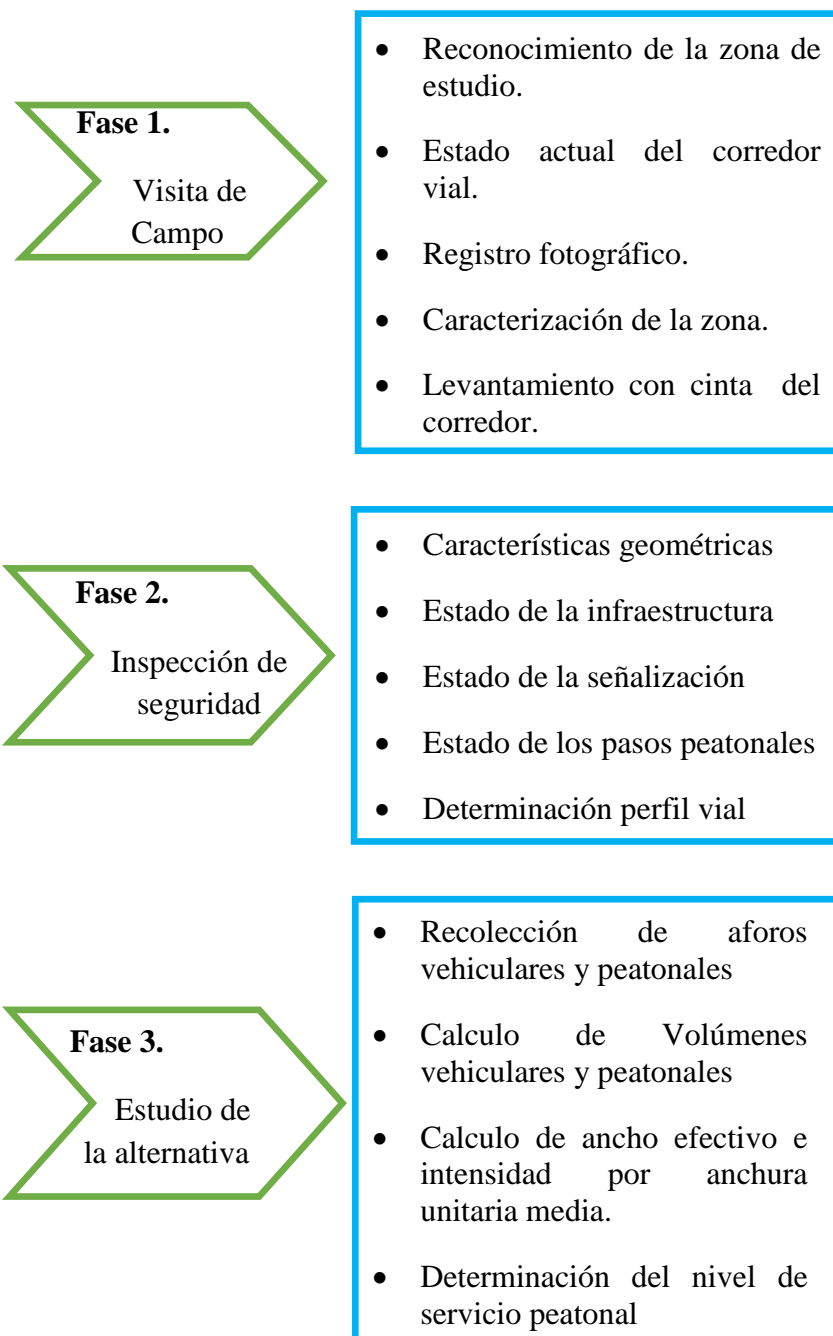 Fase 1.
Visita de
Campo
• Reconocimiento de la zona de
estudio.
• Estado actual del corredor
vial.
• Registro fotográfico.
• Caracterización de la zona.
• Levantamiento con cinta del
corredor.
Fase 2.
Inspección de
seguridad
• Características geométricas
• Estado de la infraestructura
• Estado de la señalización
• Estado de los pasos peatonales
• Determinación perfil vial
Fase 3.
Estudio de
la alternativa
• Recolección de aforos
vehiculares y peatonales
• Calculo de Volúmenes
vehiculares y peatonales
• Calculo de ancho efectivo e
intensidad por anchura
unitaria media.
• Determinación del nivel de
servicio peatonal